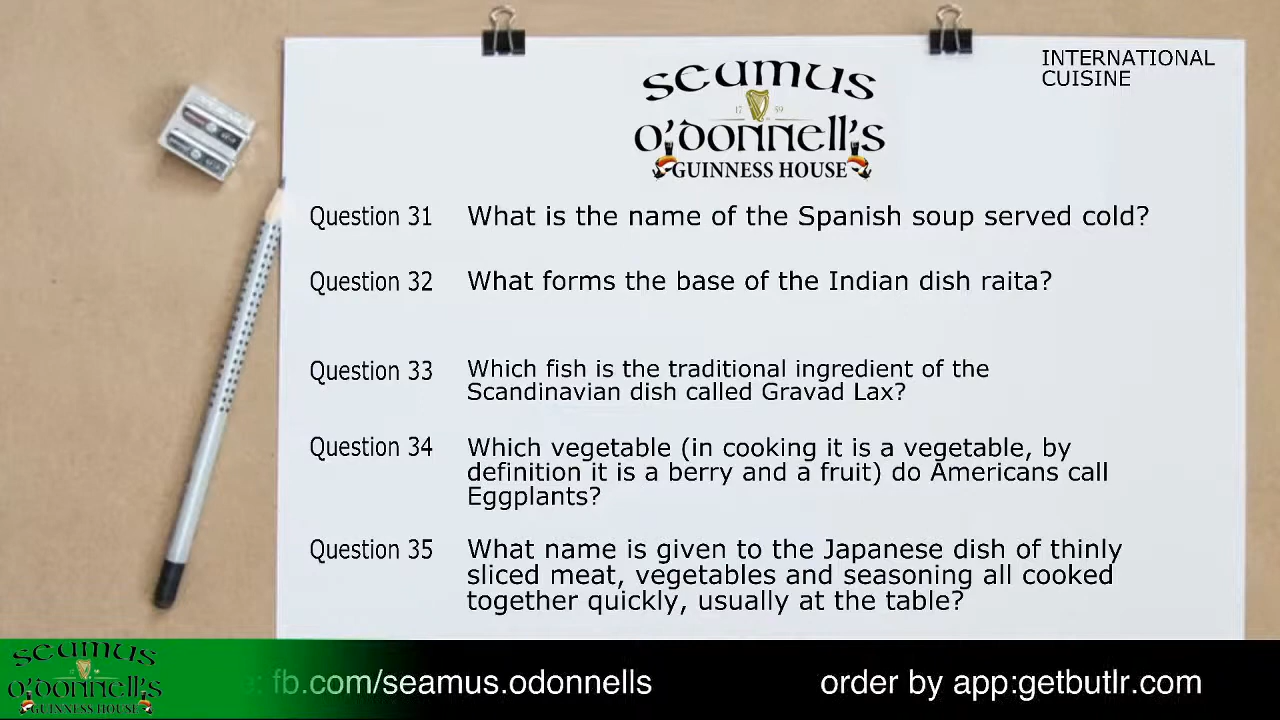 INTERNATIONAL
CUISINE
SEAMUS
17 59
O'DONNELL'S
GUINNESS HOUSE
Question 31 What is the name of the Spanish soup served cold?
Question 32 What forms the base of the Indian dish raita?
Question 33 Which fish is the traditional ingredient of the
Scandinavian dish called Gravad Lax?
Question 34 Which vegetable (in cooking it is a vegetable, by
definition it is a berry and a fruit) do Americans call
Eggplants?
Question 35 What name is given to the Japanese dish of thinly
sliced meat, vegetables and seasoning all cooked
together quickly, usually at the table?
SEAMUS
O'DONNELL'S
GUINNESS HOUSE
: fb.com/seamus.odonnells order by app:getbutlr.com